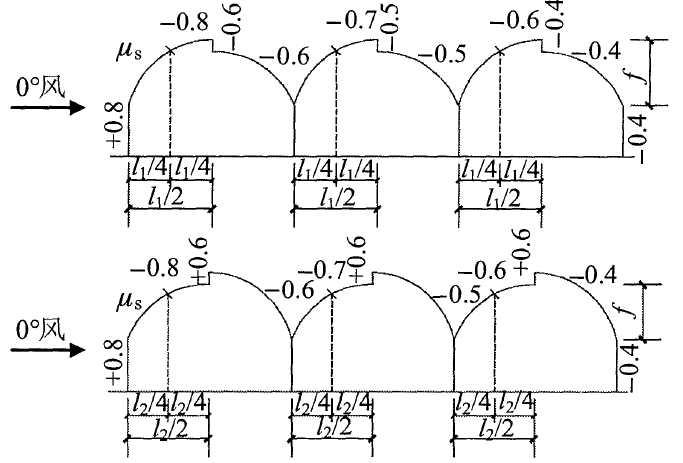 −0.8 −0.6 −0.7 −0.5 −0.6 −0.4
μs −0.6 −0.5 −0.4
0°风 f
+0.8 −0.4
l₁/4 l₁/4 l₁/4 l₁/4 l₁/4 l₁/4
l₁/2 l₁/2 l₁/2
−0.8 +0.6 −0.7 +0.6 −0.6 +0.6 −0.4
μs −0.6 −0.5
0°风 f
+0.8 −0.4
l₂/4 l₂/4 l₂/4 l₂/4 l₂/4 l₂/4
l₂/2 l₂/2 l₂/2